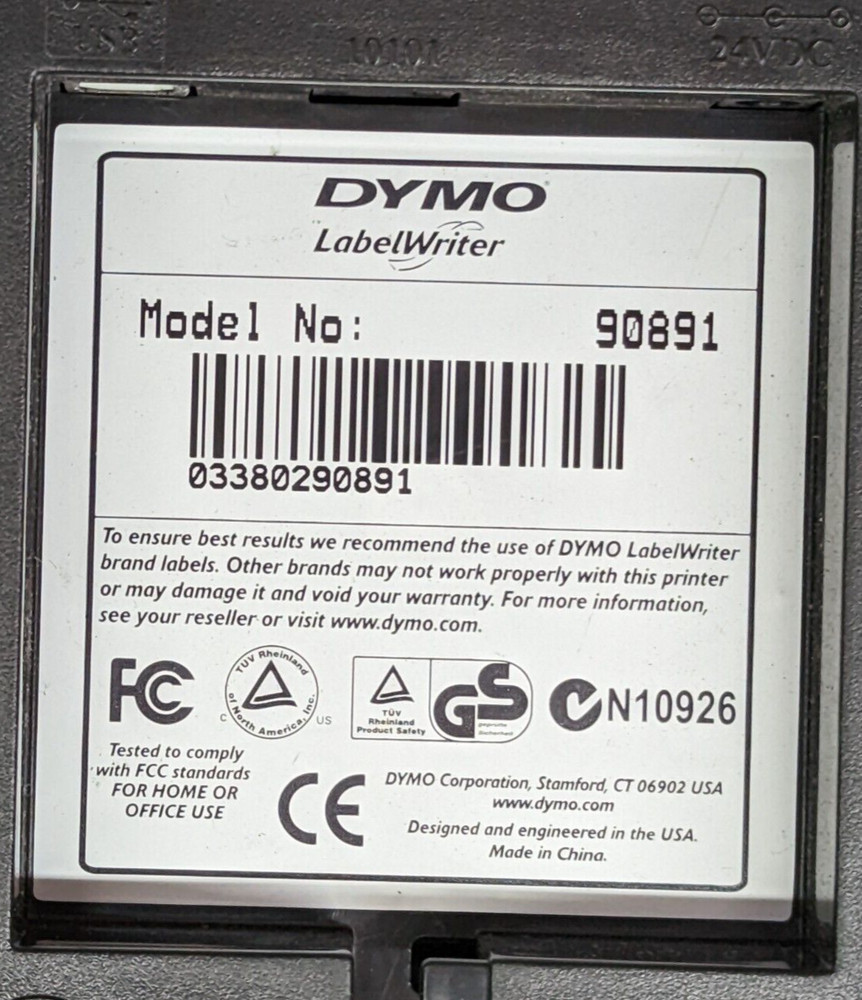 USB
10101
24VDC
DYMO
LabelWriter
Model No: 90891
03380290891
To ensure best results we recommend the use of DYMO LabelWriter
brand labels. Other brands may not work properly with this printer
or may damage it and void your warranty. For more information,
see your reseller or visit www.dymo.com.
FC
TÜV Rheinland
of North America, Inc.
C US
TÜV
Rheinland
Product Safety
GS
geprüfte
Sicherheit
N10926
Tested to comply
with FCC standards
FOR HOME OR
OFFICE USE
CE
DYMO Corporation, Stamford, CT 06902 USA
www.dymo.com
Designed and engineered in the USA.
Made in China.